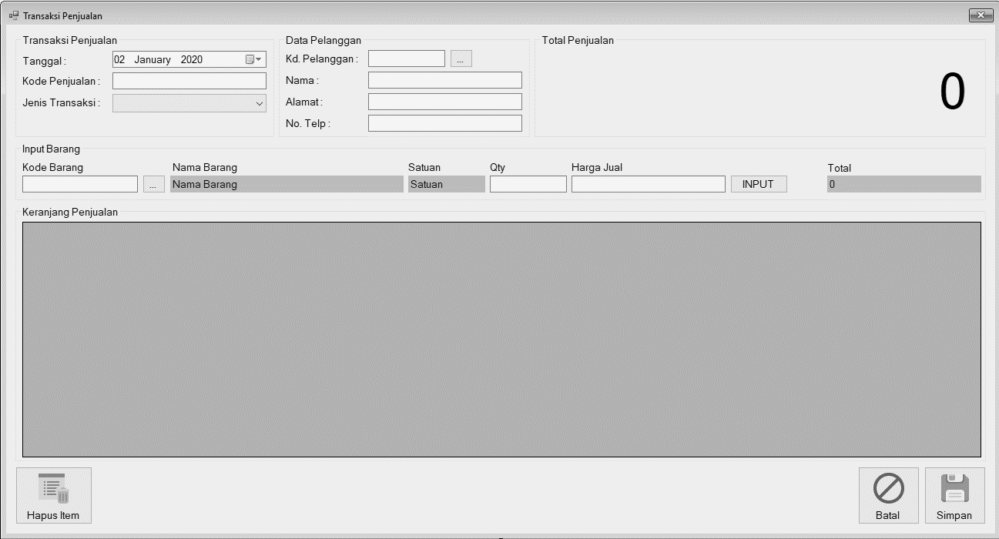 Transaksi Penjualan
Transaksi Penjualan
Tanggal :
02 January 2020
Kode Penjualan :
Jenis Transaksi :
Data Pelanggan
Kd. Pelanggan :
...
Nama :
Alamat :
No. Telp :
Total Penjualan
0
Input Barang
Kode Barang Nama Barang Satuan Qty Harga Jual Total
... Nama Barang Satuan INPUT 0
Keranjang Penjualan
Hapus Item Batal Simpan